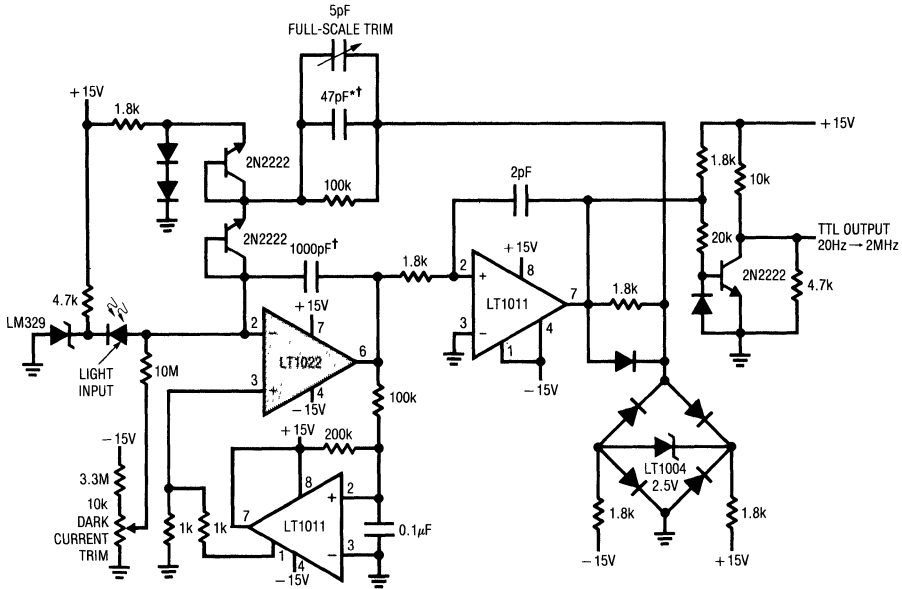 5pF
FULL-SCALE TRIM
+15V
1.8k
47pF*†
+15V
2N2222
100k
1.8k
10k
2pF
2N2222
1000pF†
1.8k
+15V
20k
TTL OUTPUT
20Hz→2MHz
2N2222
4.7k
4.7k
LM329
LIGHT
INPUT
+15V
2
7
LT1022
6
3
4
-15V
2
+
8
LT1011
7
3
-
1
4
-15V
1.8k
10M
100k
-15V
3.3M
10k
DARK
CURRENT
TRIM
+15V
200k
8
7
LT1011
+
2
-
3
1
4
-15V
1k
1k
0.1μF
LT1004
2.5V
1.8k
-15V
1.8k
+15V